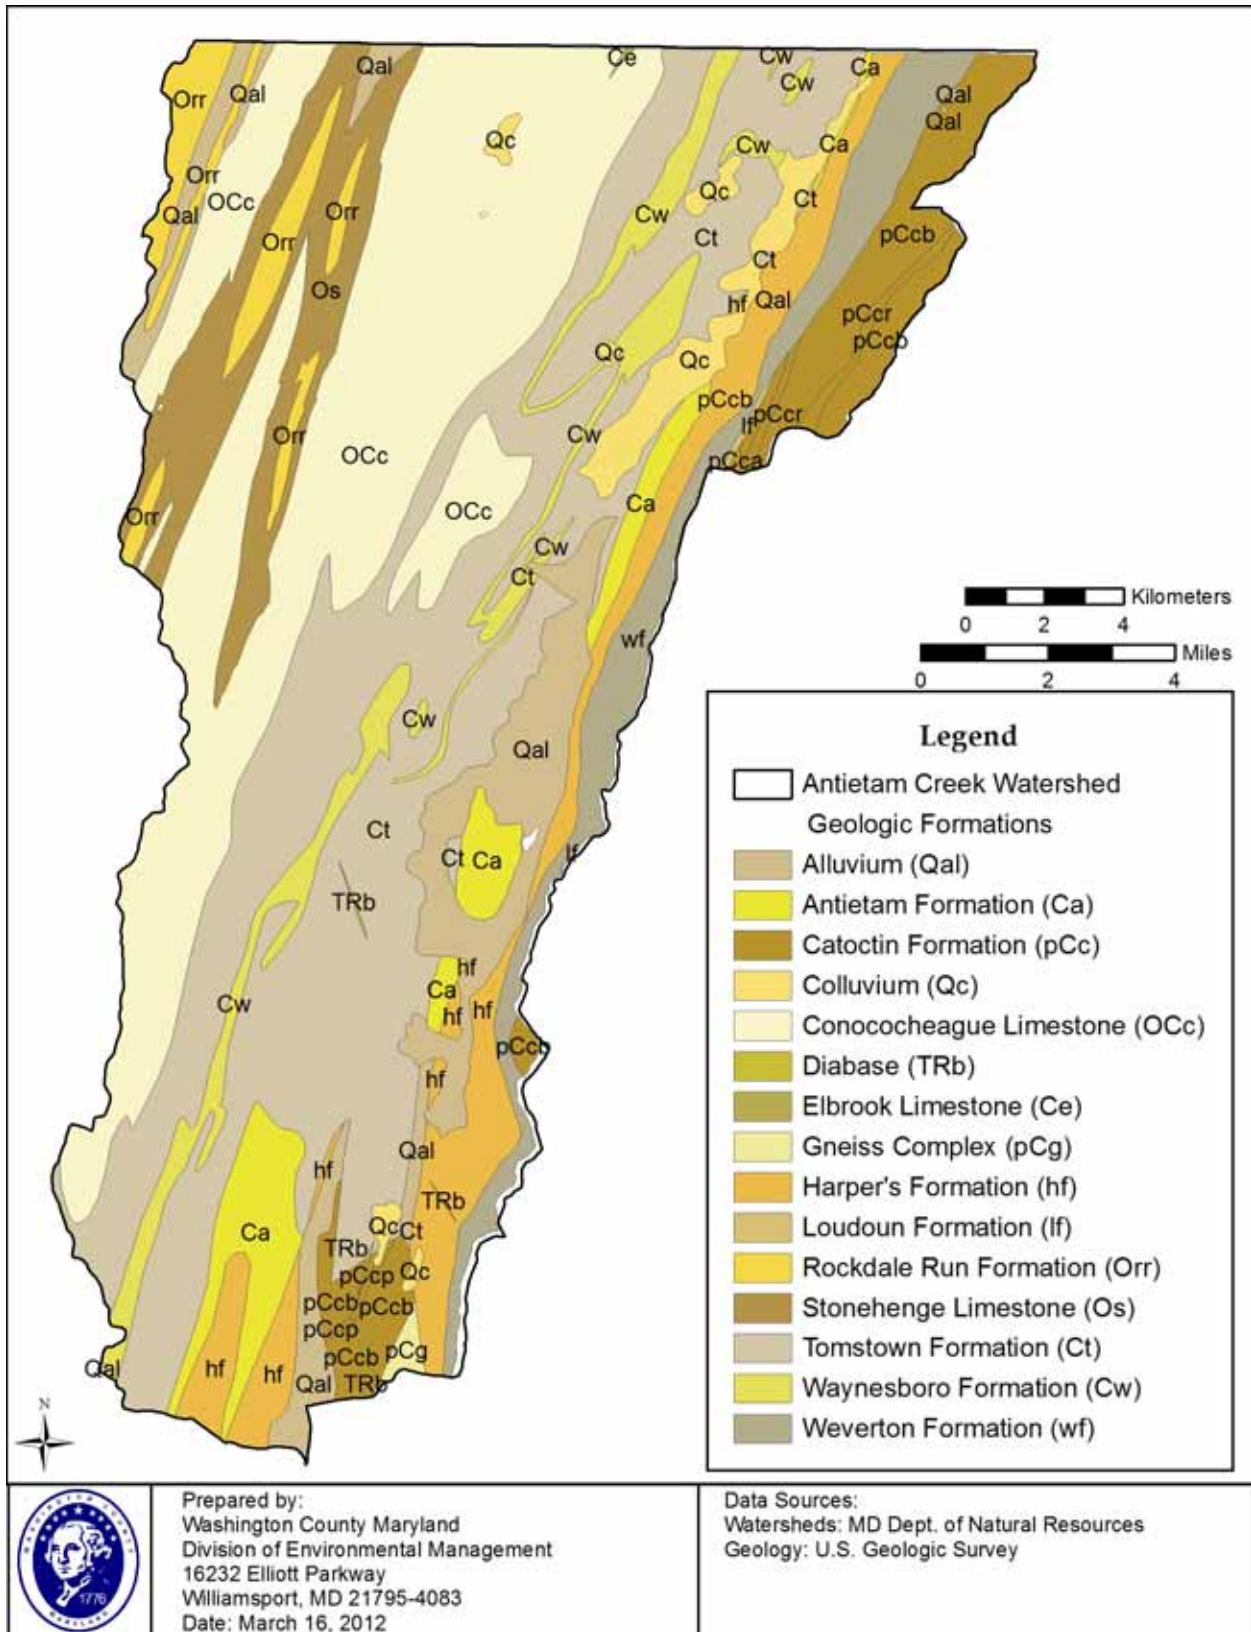 Ce
Cw
Ca
Qal
Orr
Qal
Cw
Qal
Qal
Qc
Cw
Ca
Orr
OCc
Qal
Orr
Orr
Qc
Cw
Ct
Ct
pCcb
Os
Ct
hf
Qal
pCcr
pCcb
Qc
Qc
pCcb
lf
pCcr
Orr
OCc
Cw
pCca
Orr
OCc
Ca
Cw
Ct
wf
Kilometers
0 2 4
Miles
0 2 4
Cw
Qal
Ct
Ct
Ca
lf
TRb
hf
Ca
hf
hf
Cw
pCcb
hf
Qal
hf
TRb
Ca
Qc
Ct
TRb
pCcp
Qc
pCcb
pCcb
pCcp
pCcb
pCg
Qal
hf
hf
Qal
TRb
N
Legend
Antietam Creek Watershed
Geologic Formations
Alluvium (Qal)
Antietam Formation (Ca)
Catoctin Formation (pCc)
Colluvium (Qc)
Conococheague Limestone (OCc)
Diabase (TRb)
Elbrook Limestone (Ce)
Gneiss Complex (pCg)
Harper's Formation (hf)
Loudoun Formation (lf)
Rockdale Run Formation (Orr)
Stonehenge Limestone (Os)
Tomstown Formation (Ct)
Waynesboro Formation (Cw)
Weverton Formation (wf)
WASHINGTON COUNTY
1776
MARYLAND
Prepared by:
Washington County Maryland
Division of Environmental Management
16232 Elliott Parkway
Williamsport, MD 21795-4083
Date: March 16, 2012
Data Sources:
Watersheds: MD Dept. of Natural Resources
Geology: U.S. Geologic Survey